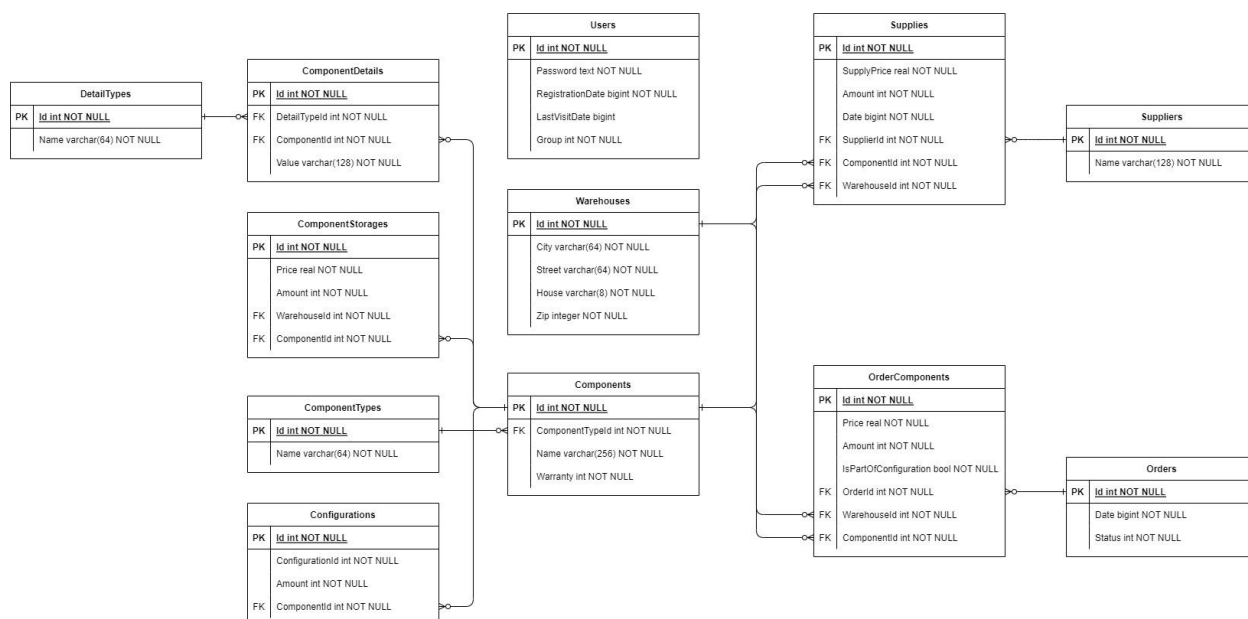 DetailTypes
PK Id int NOT NULL
Name varchar(64) NOT NULL
ComponentDetails
PK Id int NOT NULL
FK DetailTypeId int NOT NULL
FK ComponentId int NOT NULL
Value varchar(128) NOT NULL
ComponentStorages
PK Id int NOT NULL
Price real NOT NULL
Amount int NOT NULL
FK WarehouseId int NOT NULL
FK ComponentId int NOT NULL
ComponentTypes
PK Id int NOT NULL
Name varchar(64) NOT NULL
Configurations
PK Id int NOT NULL
ConfigurationId int NOT NULL
Amount int NOT NULL
FK ComponentId int NOT NULL
Users
PK Id int NOT NULL
Password text NOT NULL
RegistrationDate bigint NOT NULL
LastVisitDate bigint
Group int NOT NULL
Warehouses
PK Id int NOT NULL
City varchar(64) NOT NULL
Street varchar(64) NOT NULL
House varchar(8) NOT NULL
Zip integer NOT NULL
Components
PK Id int NOT NULL
FK ComponentTypeId int NOT NULL
Name varchar(256) NOT NULL
Warranty int NOT NULL
Supplies
PK Id int NOT NULL
SupplyPrice real NOT NULL
Amount int NOT NULL
Date bigint NOT NULL
FK SupplierId int NOT NULL
FK ComponentId int NOT NULL
FK WarehouseId int NOT NULL
OrderComponents
PK Id int NOT NULL
Price real NOT NULL
Amount int NOT NULL
IsPartOfConfiguration bool NOT NULL
FK OrderId int NOT NULL
FK WarehouseId int NOT NULL
FK ComponentId int NOT NULL
Suppliers
PK Id int NOT NULL
Name varchar(128) NOT NULL
Orders
PK Id int NOT NULL
Date bigint NOT NULL
Status int NOT NULL